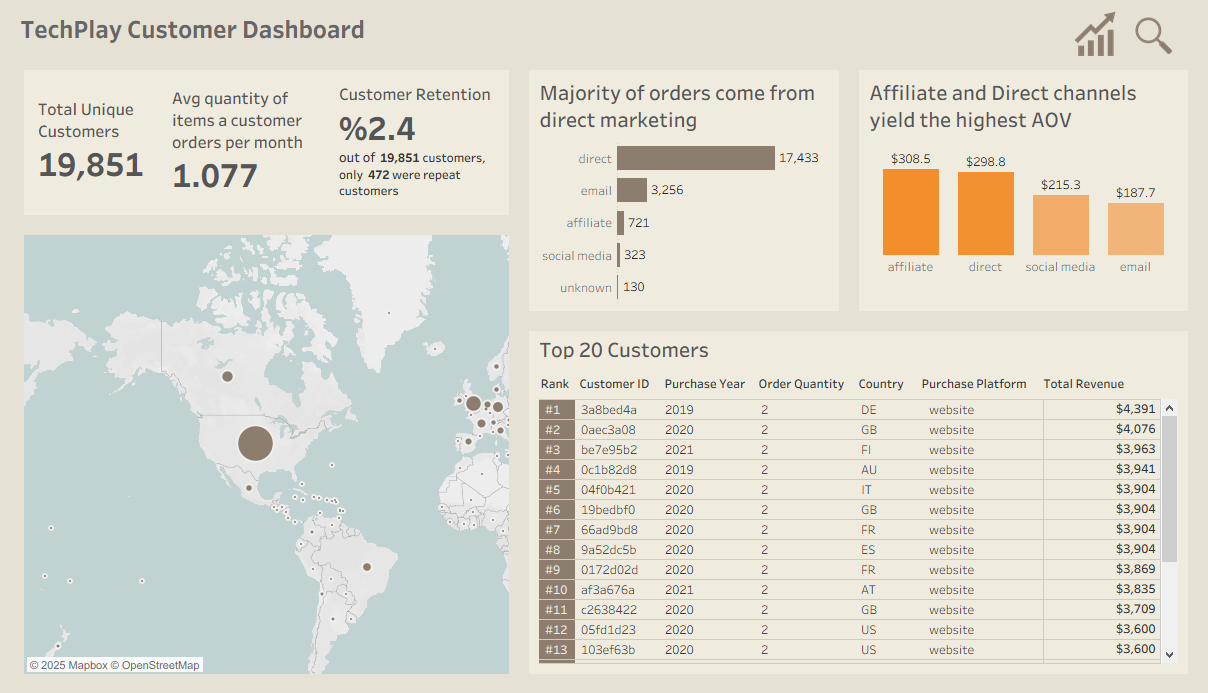 TechPlay Customer Dashboard
Total Unique
Customers
19,851
Avg quantity of
items a customer
orders per month
1.077
Customer Retention
%2.4
out of 19,851 customers,
only 472 were repeat
customers
Majority of orders come from
direct marketing
direct 17,433
email 3,256
affiliate 721
social media 323
unknown 130
Affiliate and Direct channels
yield the highest AOV
$308.5 $298.8 $215.3 $187.7
affiliate direct social media email
© 2025 Mapbox © OpenStreetMap
Top 20 Customers
Rank Customer ID Purchase Year Order Quantity Country Purchase Platform Total Revenue
#1 3a8bed4a 2019 2 DE website $4,391
#2 0aec3a08 2020 2 GB website $4,076
#3 be7e95b2 2021 2 FI website $3,963
#4 0c1b82d8 2019 2 AU website $3,941
#5 04f0b421 2020 2 IT website $3,904
#6 19bedbf0 2020 2 GB website $3,904
#7 66ad9bd8 2020 2 FR website $3,904
#8 9a52dc5b 2020 2 ES website $3,904
#9 0172d02d 2020 2 FR website $3,869
#10 af3a676a 2021 2 AT website $3,835
#11 c2638422 2020 2 GB website $3,709
#12 05fd1d23 2020 2 US website $3,600
#13 103ef63b 2020 2 US website $3,600